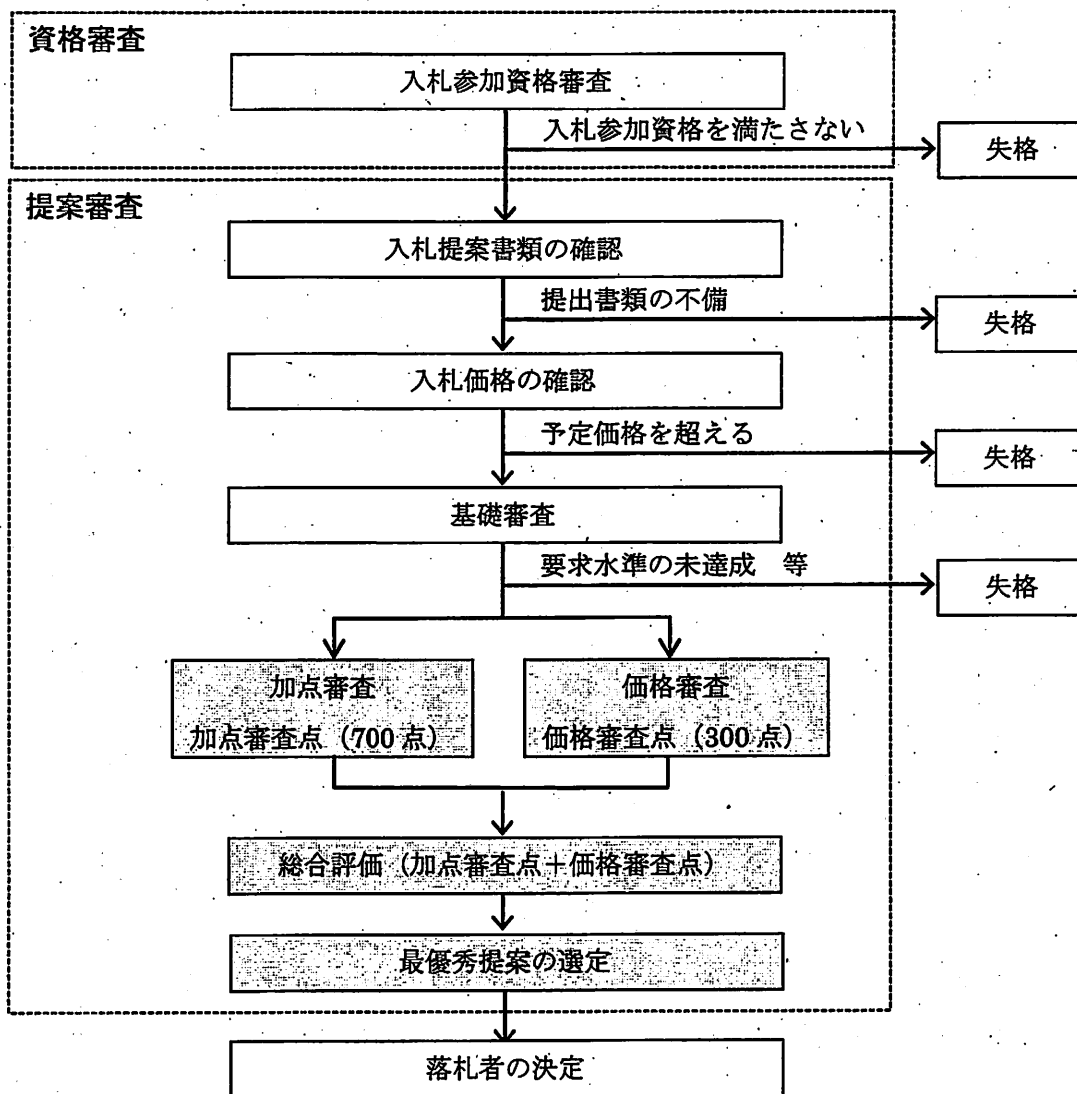 資格審査
入札参加資格審査
入札参加資格を満たさない
失格
提案審査
入札提案書類の確認
提出書類の不備
失格
入札価格の確認
予定価格を超える
失格
基礎審査
要求水準の未達成　等
失格
加点審査
加点審査点（700 点）
価格審査
価格審査点（300 点）
総合評価（加点審査点＋価格審査点）
最優秀提案の選定
落札者の決定